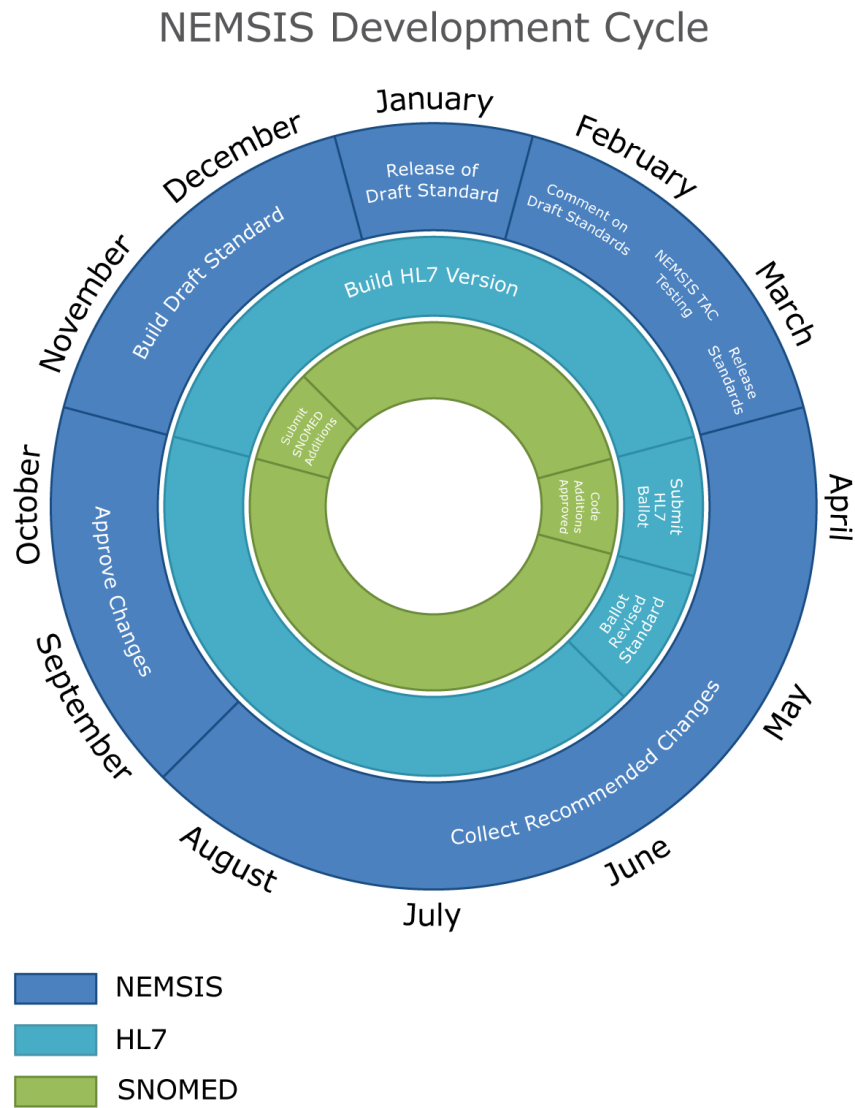 NEMSIS Development Cycle
January
February
March
April
May
June
July
August
September
October
November
December
Release of
Draft Standard
Comment on
Draft Standards
NEMSIS TAC
Testing
Release
Standards
Collect Recommended Changes
Approve Changes
Build Draft Standard
Build HL7 Version
Submit
HL7
Ballot
Ballot
Revised
Standard
Submit
SNOMED
Additions
Code
Additions
Approved
NEMSIS
HL7
SNOMED